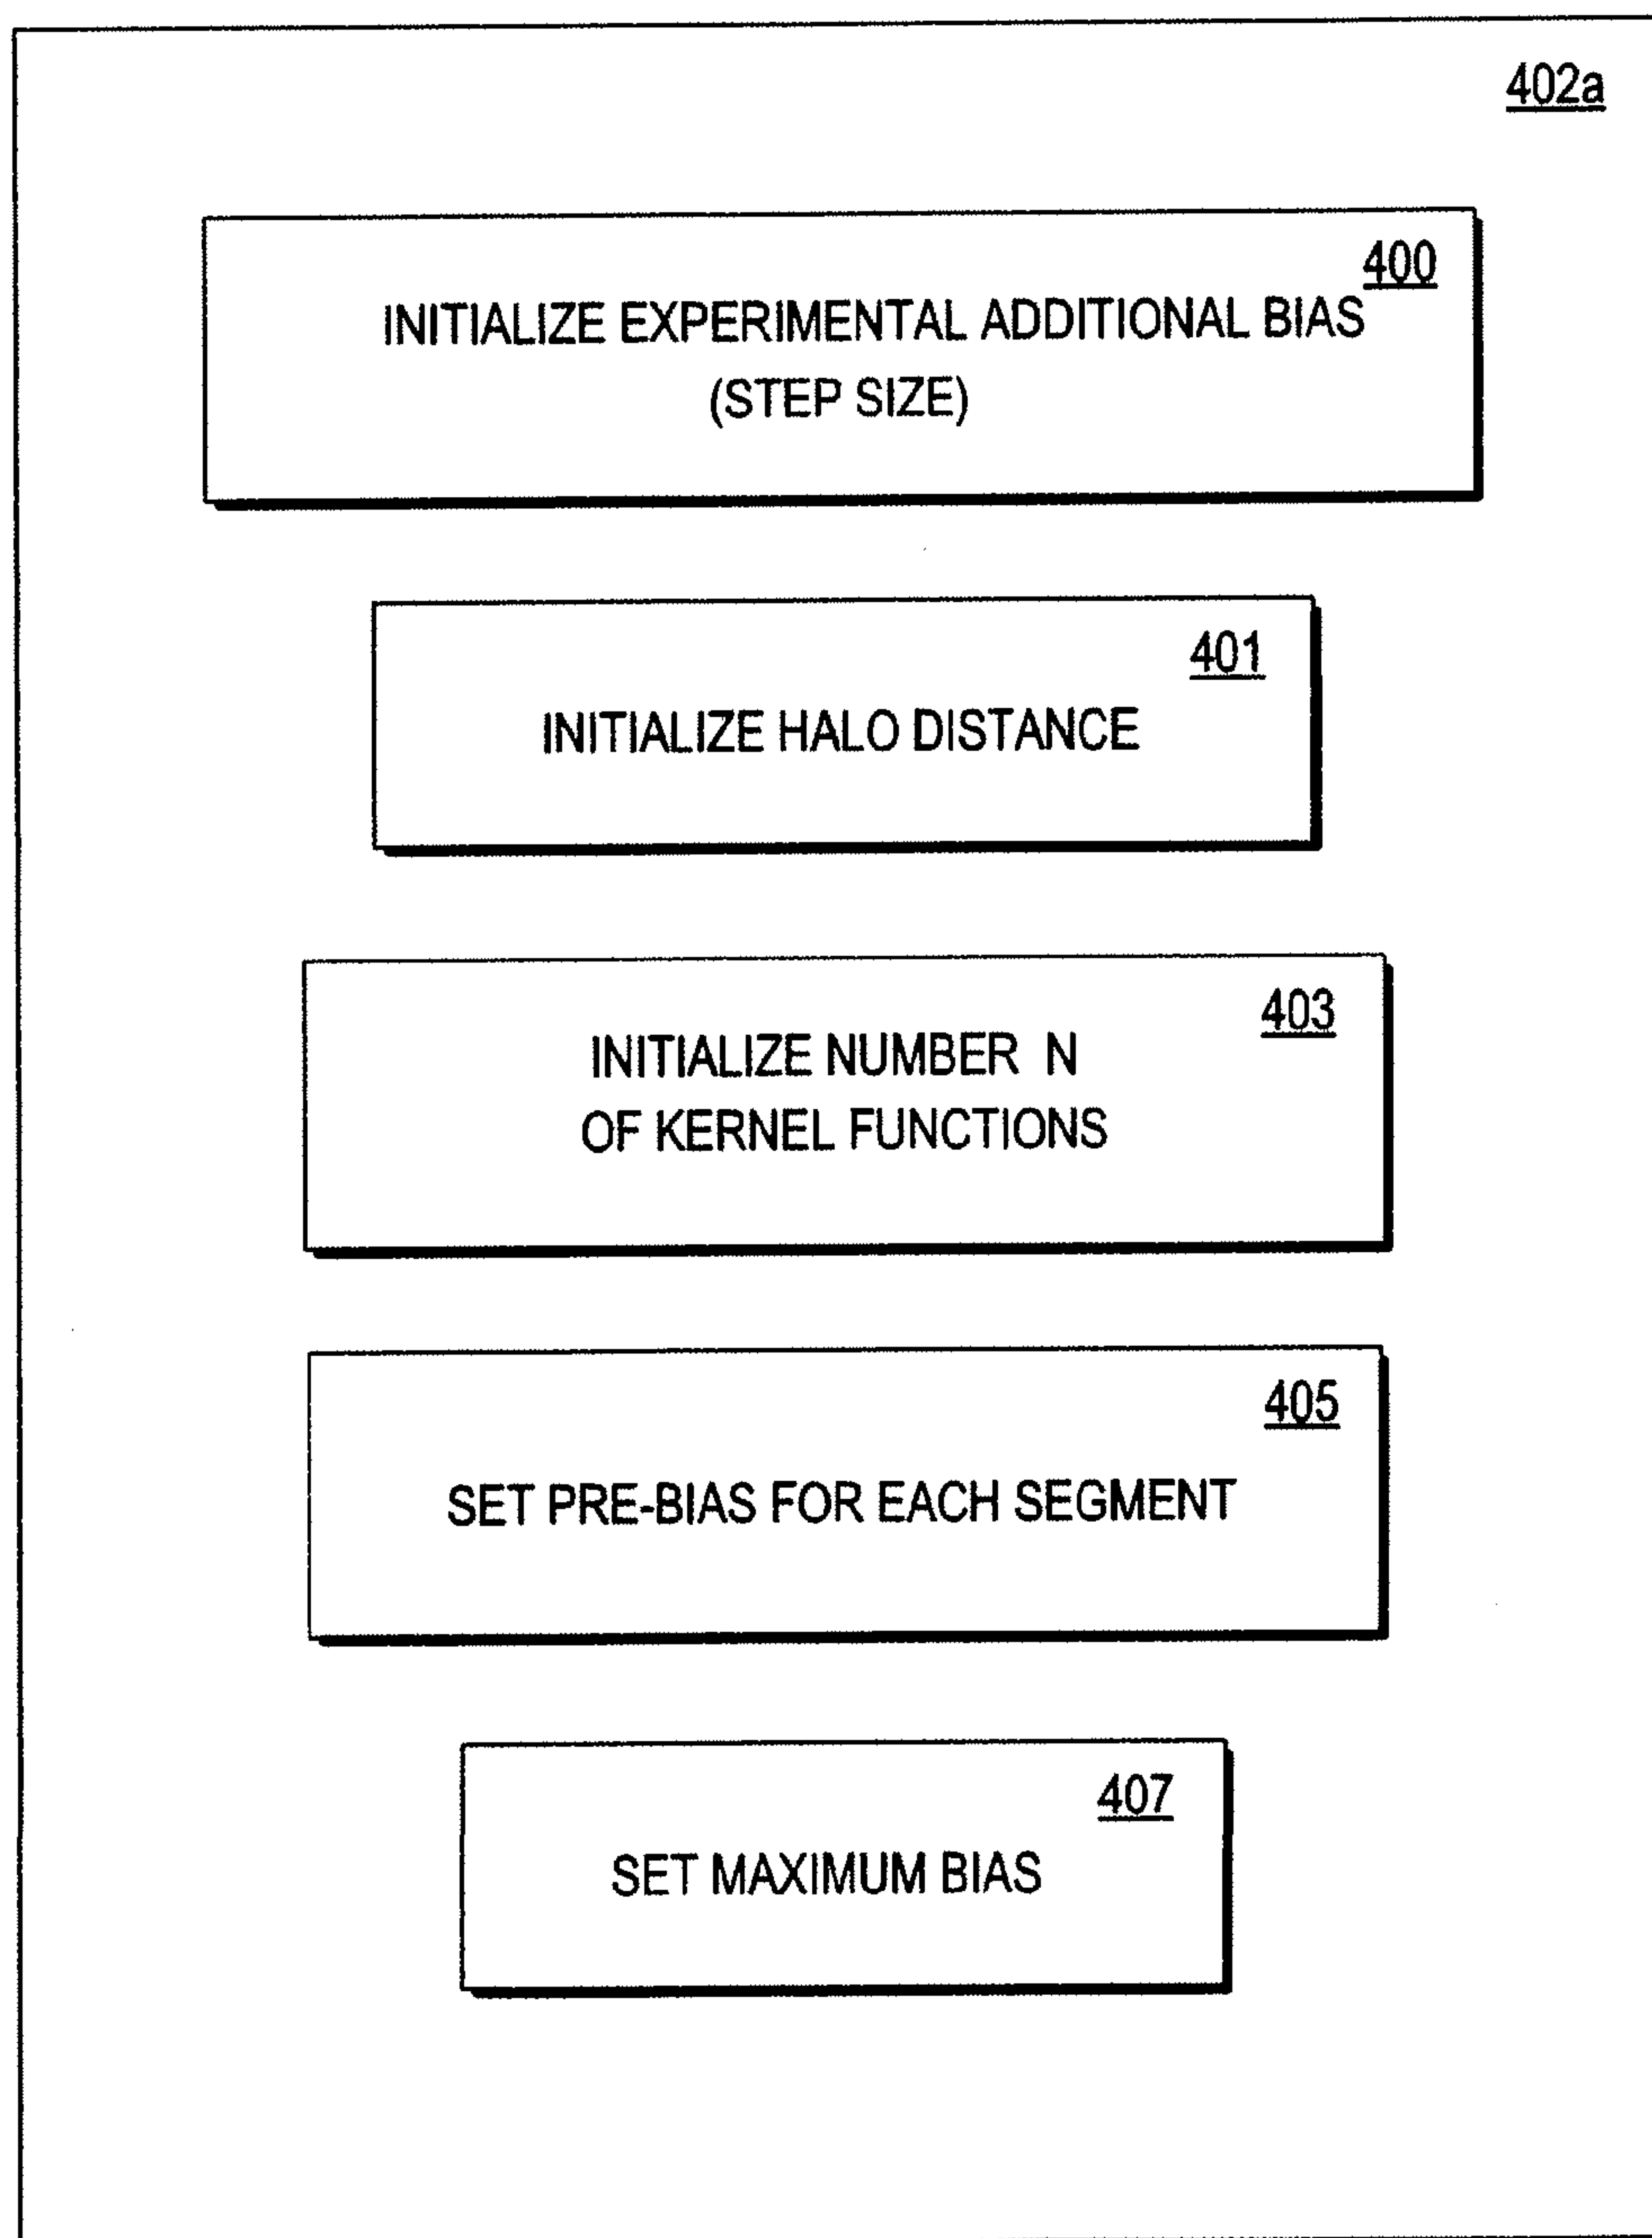 402a
400
INITIALIZE EXPERIMENTAL ADDITIONAL BIAS
(STEP SIZE)
401
INITIALIZE HALO DISTANCE
403
INITIALIZE NUMBER N
OF KERNEL FUNCTIONS
405
SET PRE-BIAS FOR EACH SEGMENT
407
SET MAXIMUM BIAS